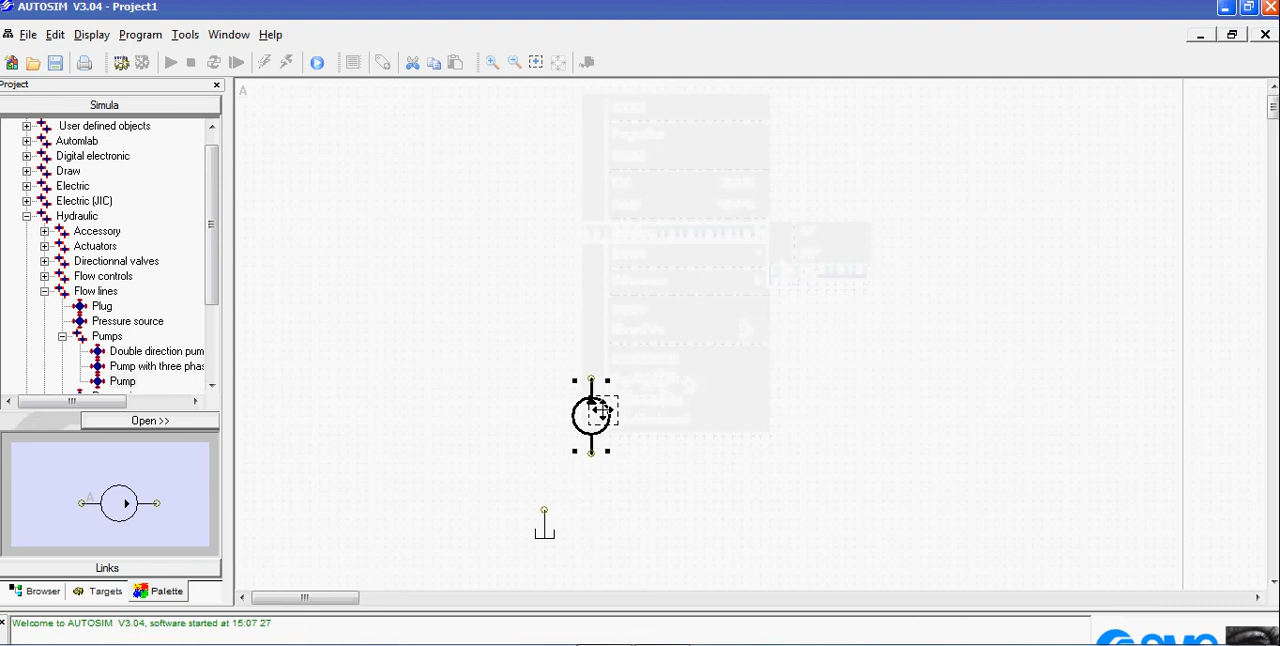 AUTOSIM V3.04 - Project1
File Edit Display Program Tools Window Help
Project
Simula
User defined objects
Automlab
Digital electronic
Draw
Electric
Electric (JIC)
Hydraulic
Accessory
Actuators
Directionnal valves
Flow controls
Flow lines
Plug
Pressure source
Pumps
Double direction pum
Pump with three phas
Pump
Open >>
A
Links
Browser Targets Palette
A
Welcome to AUTOSIM V3.04, software started at 15:07 27